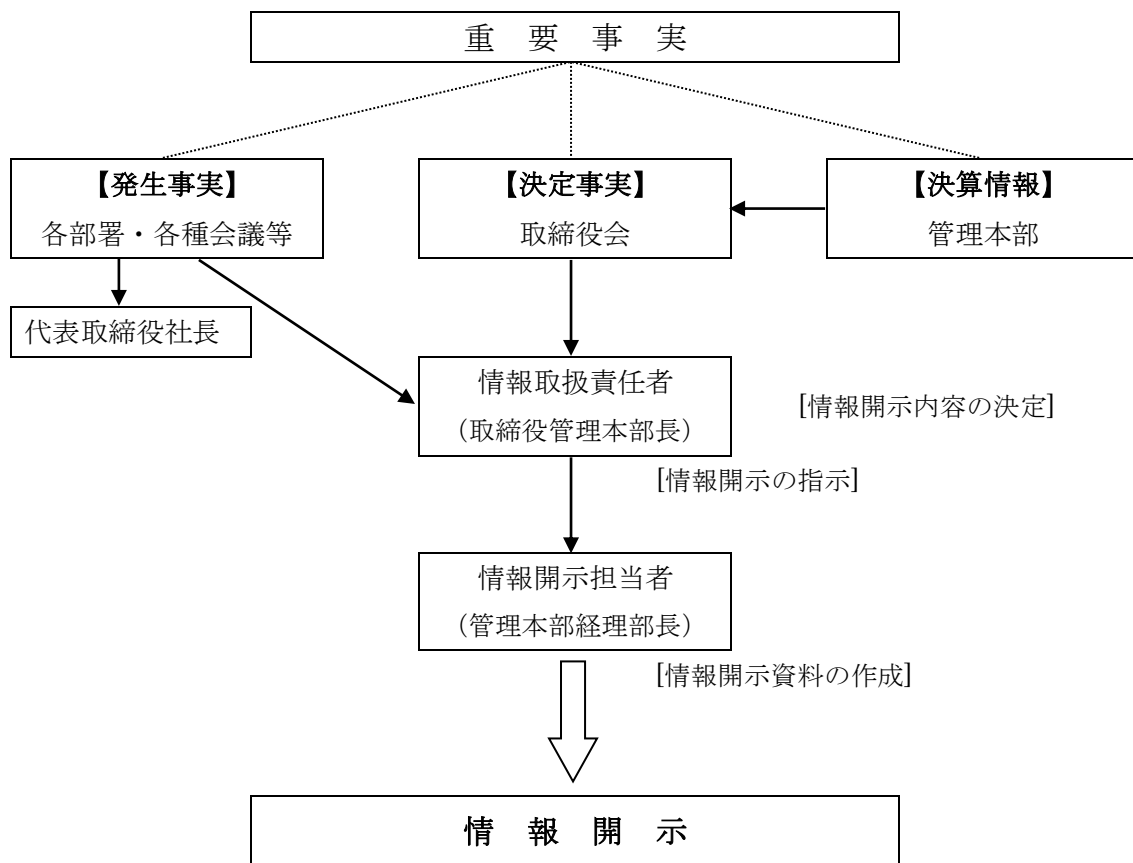 重 要 事 実
【発生事実】
各部署・各種会議等
【決定事実】
取締役会
【決算情報】
管理本部
代表取締役社長
情報取扱責任者
（取締役管理本部長）
[情報開示内容の決定]
[情報開示の指示]
情報開示担当者
（管理本部経理部長）
[情報開示資料の作成]
情 報 開 示